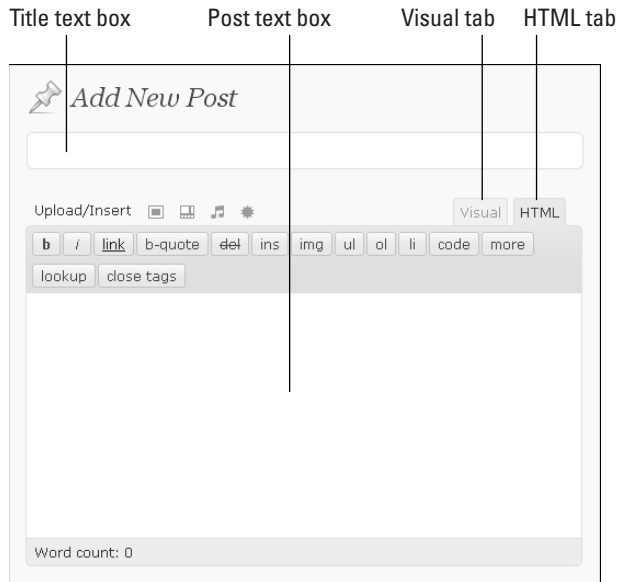 Title text box Post text box Visual tab HTML tab
Add New Post
Upload/Insert Visual HTML
b i link b-quote del ins img ul ol li code more
lookup close tags
Word count: 0